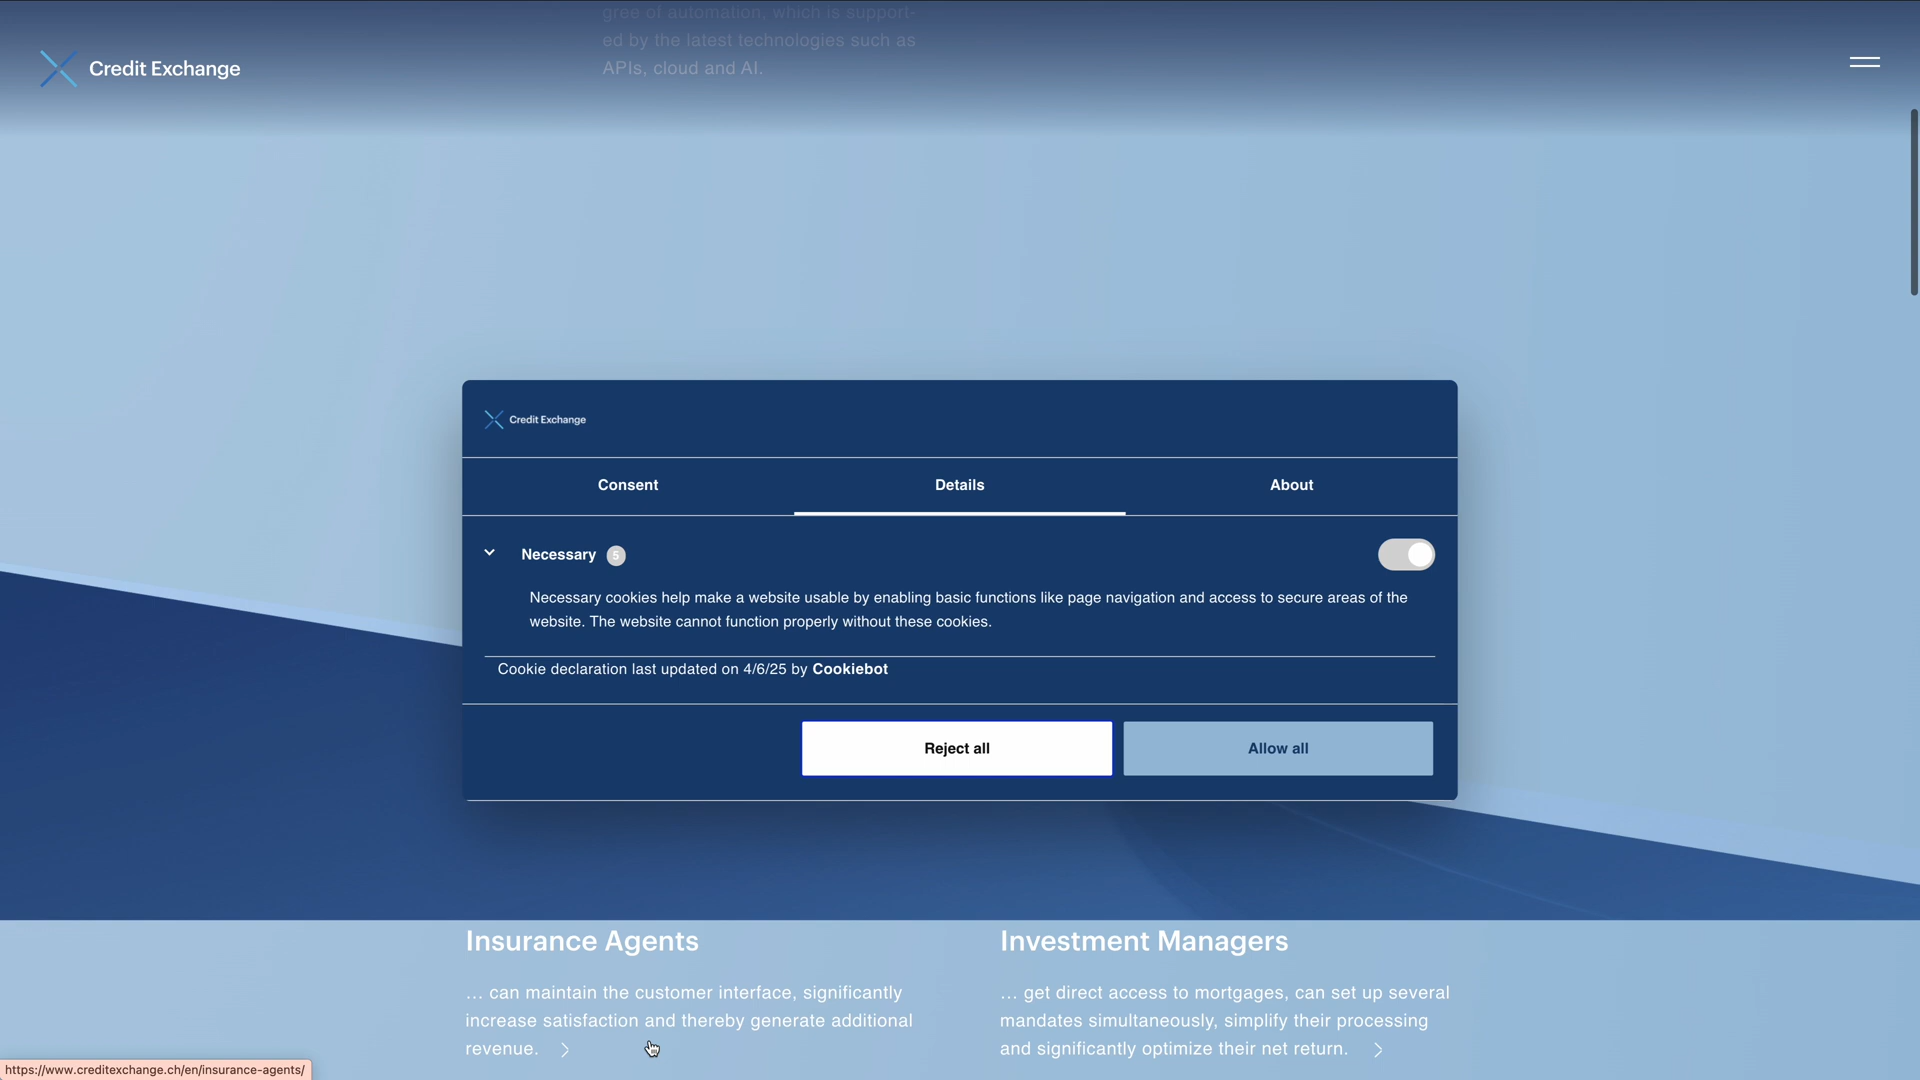 gree of automation, which is support-
ed by the latest technologies such as
APIs, cloud and AI.
Credit Exchange
Credit Exchange
Consent
Details
About
Necessary 5
Necessary cookies help make a website usable by enabling basic functions like page navigation and access to secure areas of the
website. The website cannot function properly without these cookies.
Cookie declaration last updated on 4/6/25 by Cookiebot
Reject all
Allow all
Insurance Agents
... can maintain the customer interface, significantly
increase satisfaction and thereby generate additional
revenue.
Investment Managers
... get direct access to mortgages, can set up several
mandates simultaneously, simplify their processing
and significantly optimize their net return.
https://www.creditexchange.ch/en/insurance-agents/